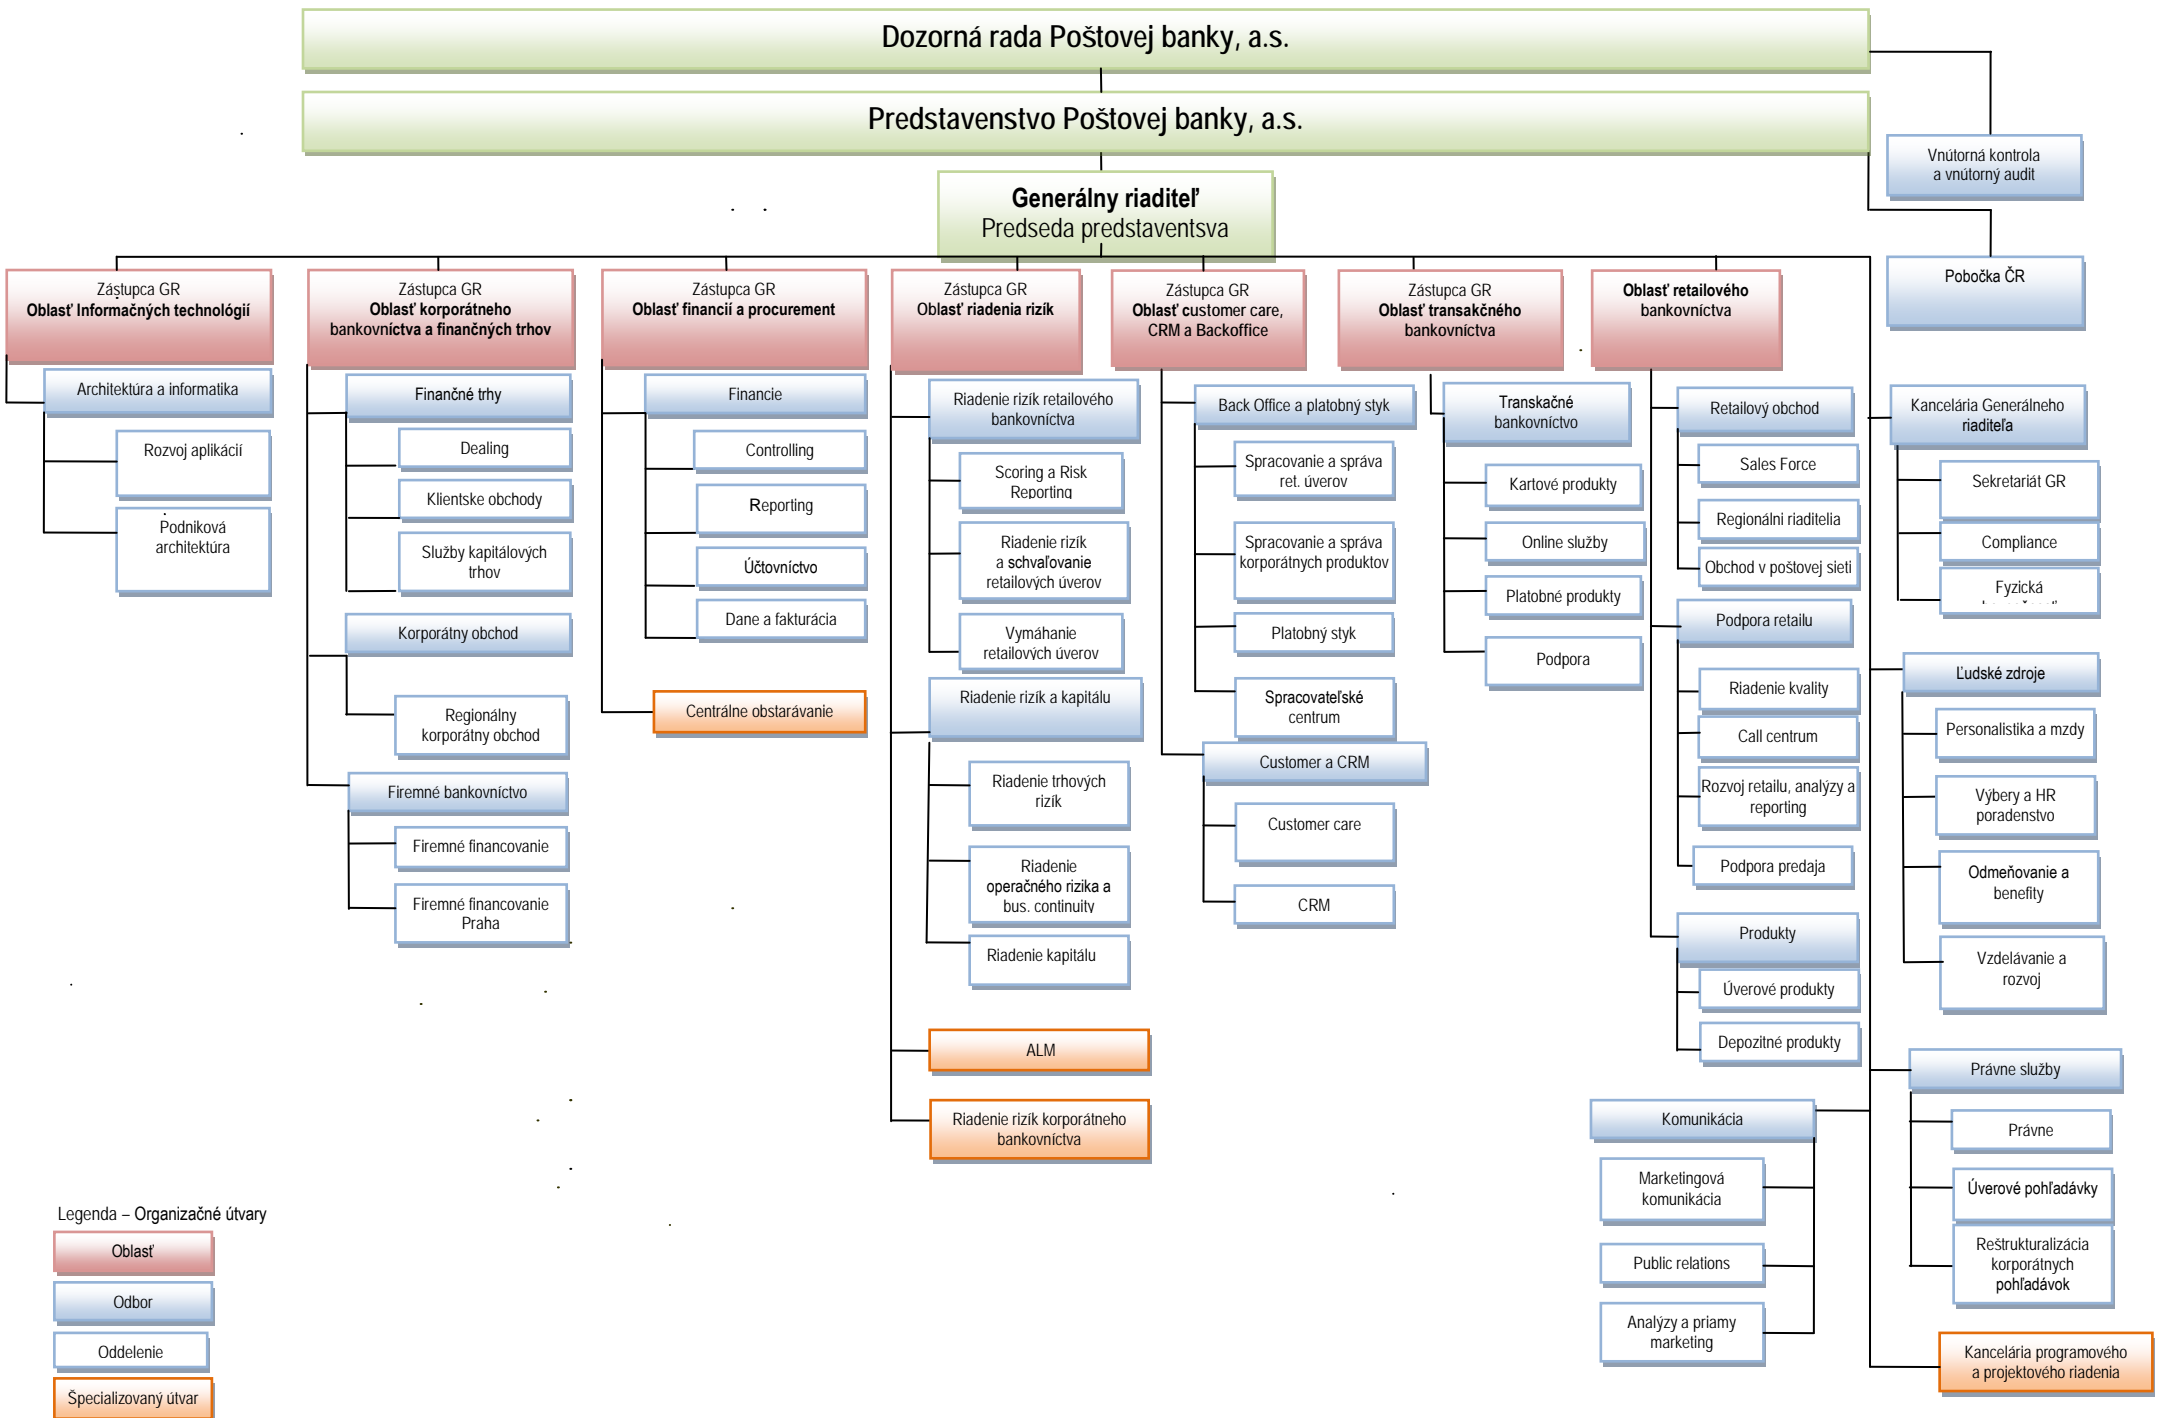 Dozorná rada Poštovej banky, a.s.
Predstavenstvo Poštovej banky, a.s.
Vnútorná kontrola
a vnútorný audit
Generálny riaditeľ
Predseda predstaventsva
Pobočka ČR
Zástupca GR
Oblasť Informačných technológií
Architektúra a informatika
Rozvoj aplikácií
Podniková
architektúra
Zástupca GR
Oblasť korporátneho
bankovníctva a finančných trhov
Finančné trhy
Dealing
Klientske obchody
Služby kapitálových
trhov
Korporátny obchod
Regionálny
korporátny obchod
Firemné bankovníctvo
Firemné financovanie
Firemné financovanie
Praha
Zástupca GR
Oblasť financií a procurement
Financie
Controlling
Reporting
Účtovníctvo
Dane a fakturácia
Centrálne obstarávanie
Zástupca GR
Oblasť riadenia rizík
Riadenie rizík retailového
bankovníctva
Scoring a Risk
Reporting
Riadenie rizík
a schvaľovanie
retailových úverov
Vymáhanie
retailových úverov
Riadenie rizík a kapitálu
Riadenie trhových
rizík
Riadenie
operačného rizika a
bus. continuity
Riadenie kapitálu
ALM
Riadenie rizík korporátneho
bankovníctva
Zástupca GR
Oblasť customer care,
CRM a Backoffice
Back Office a platobný styk
Spracovanie a správa
ret. úverov
Spracovanie a správa
korporátnych produktov
Platobný styk
Spracovateľské
centrum
Customer a CRM
Customer care
CRM
Zástupca GR
Oblasť transakčného
bankovníctva
Transkačné
bankovníctvo
Kartové produkty
Online služby
Platobné produkty
Podpora
Oblasť retailového
bankovníctva
Retailový obchod
Sales Force
Regionálni riaditelia
Obchod v poštovej sieti
Podpora retailu
Riadenie kvality
Call centrum
Rozvoj retailu, analýzy a
reporting
Podpora predaja
Produkty
Úverové produkty
Depozitné produkty
Komunikácia
Marketingová
komunikácia
Public relations
Analýzy a priamy
marketing
Kancelária Generálneho
riaditeľa
Sekretariát GR
Compliance
Fyzická
Ľudské zdroje
Personalistika a mzdy
Výbery a HR
poradenstvo
Odmeňovanie a
benefity
Vzdelávanie a
rozvoj
Právne služby
Právne
Úverové pohľadávky
Reštrukturalizácia
korporátnych
pohľadávok
Kancelária programového
a projektového riadenia
Legenda – Organizačné útvary
Oblasť
Odbor
Oddelenie
Špecializovaný útvar